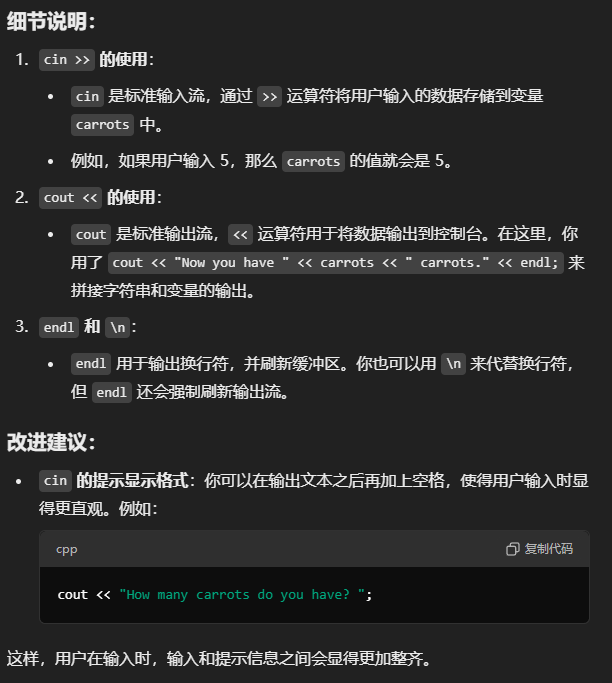 细节说明：
1. cin >> 的使用：
• cin 是标准输入流，通过 >> 运算符将用户输入的数据存储到变量
carrots 中。
• 例如，如果用户输入 5，那么 carrots 的值就会是 5。
2. cout << 的使用：
• cout 是标准输出流，<< 运算符用于将数据输出到控制台。在这里，你
用了 cout << "Now you have " << carrots << " carrots." << endl; 来
拼接字符串和变量的输出。
3. endl 和 \n：
• endl 用于输出换行符，并刷新缓冲区。你也可以用 \n 来代替换行符，
但 endl 还会强制刷新输出流。
改进建议：
• cin 的提示显示格式：你可以在输出文本之后再加上空格，使得用户输入时显
得更直观。例如：
cpp 复制代码
cout << "How many carrots do you have? ";
这样，用户在输入时，输入和提示信息之间会显得更加整齐。